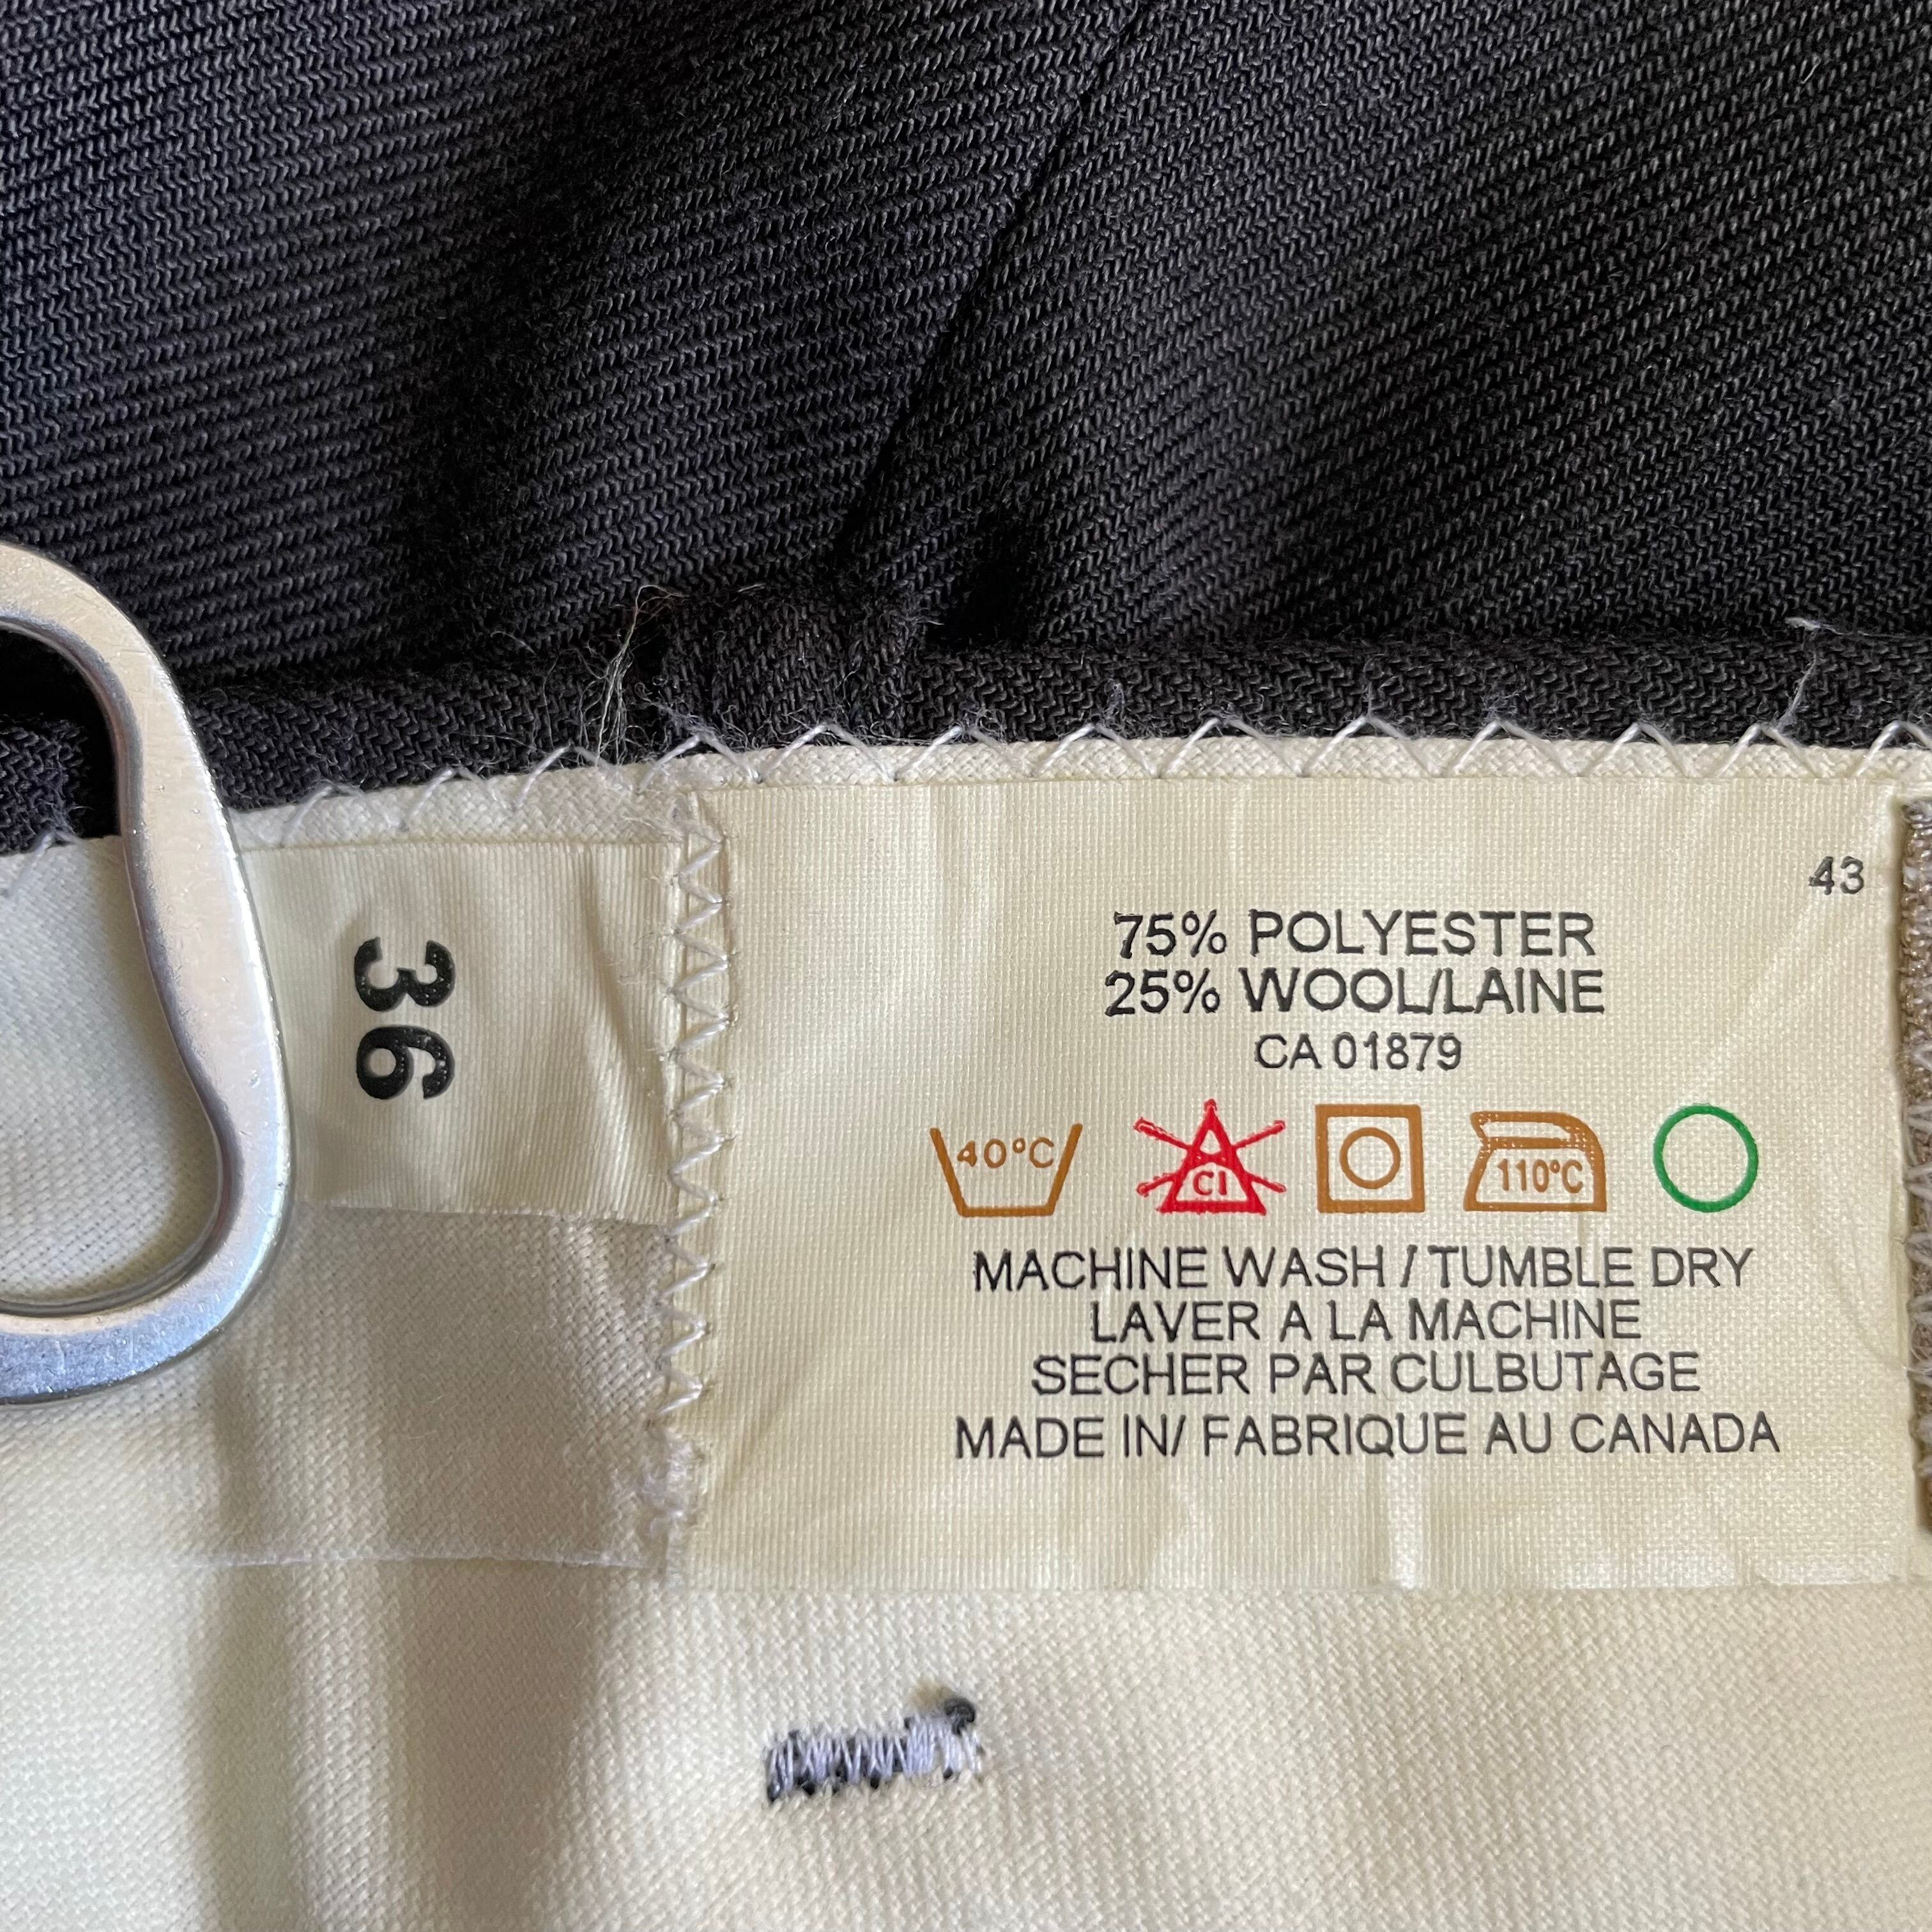 36
43
75% POLYESTER
25% WOOL/LAINE
CA 01879
40°C
Cl
110°C
MACHINE WASH / TUMBLE DRY
LAVER A LA MACHINE
SECHER PAR CULBUTAGE
MADE IN/ FABRIQUE AU CANADA